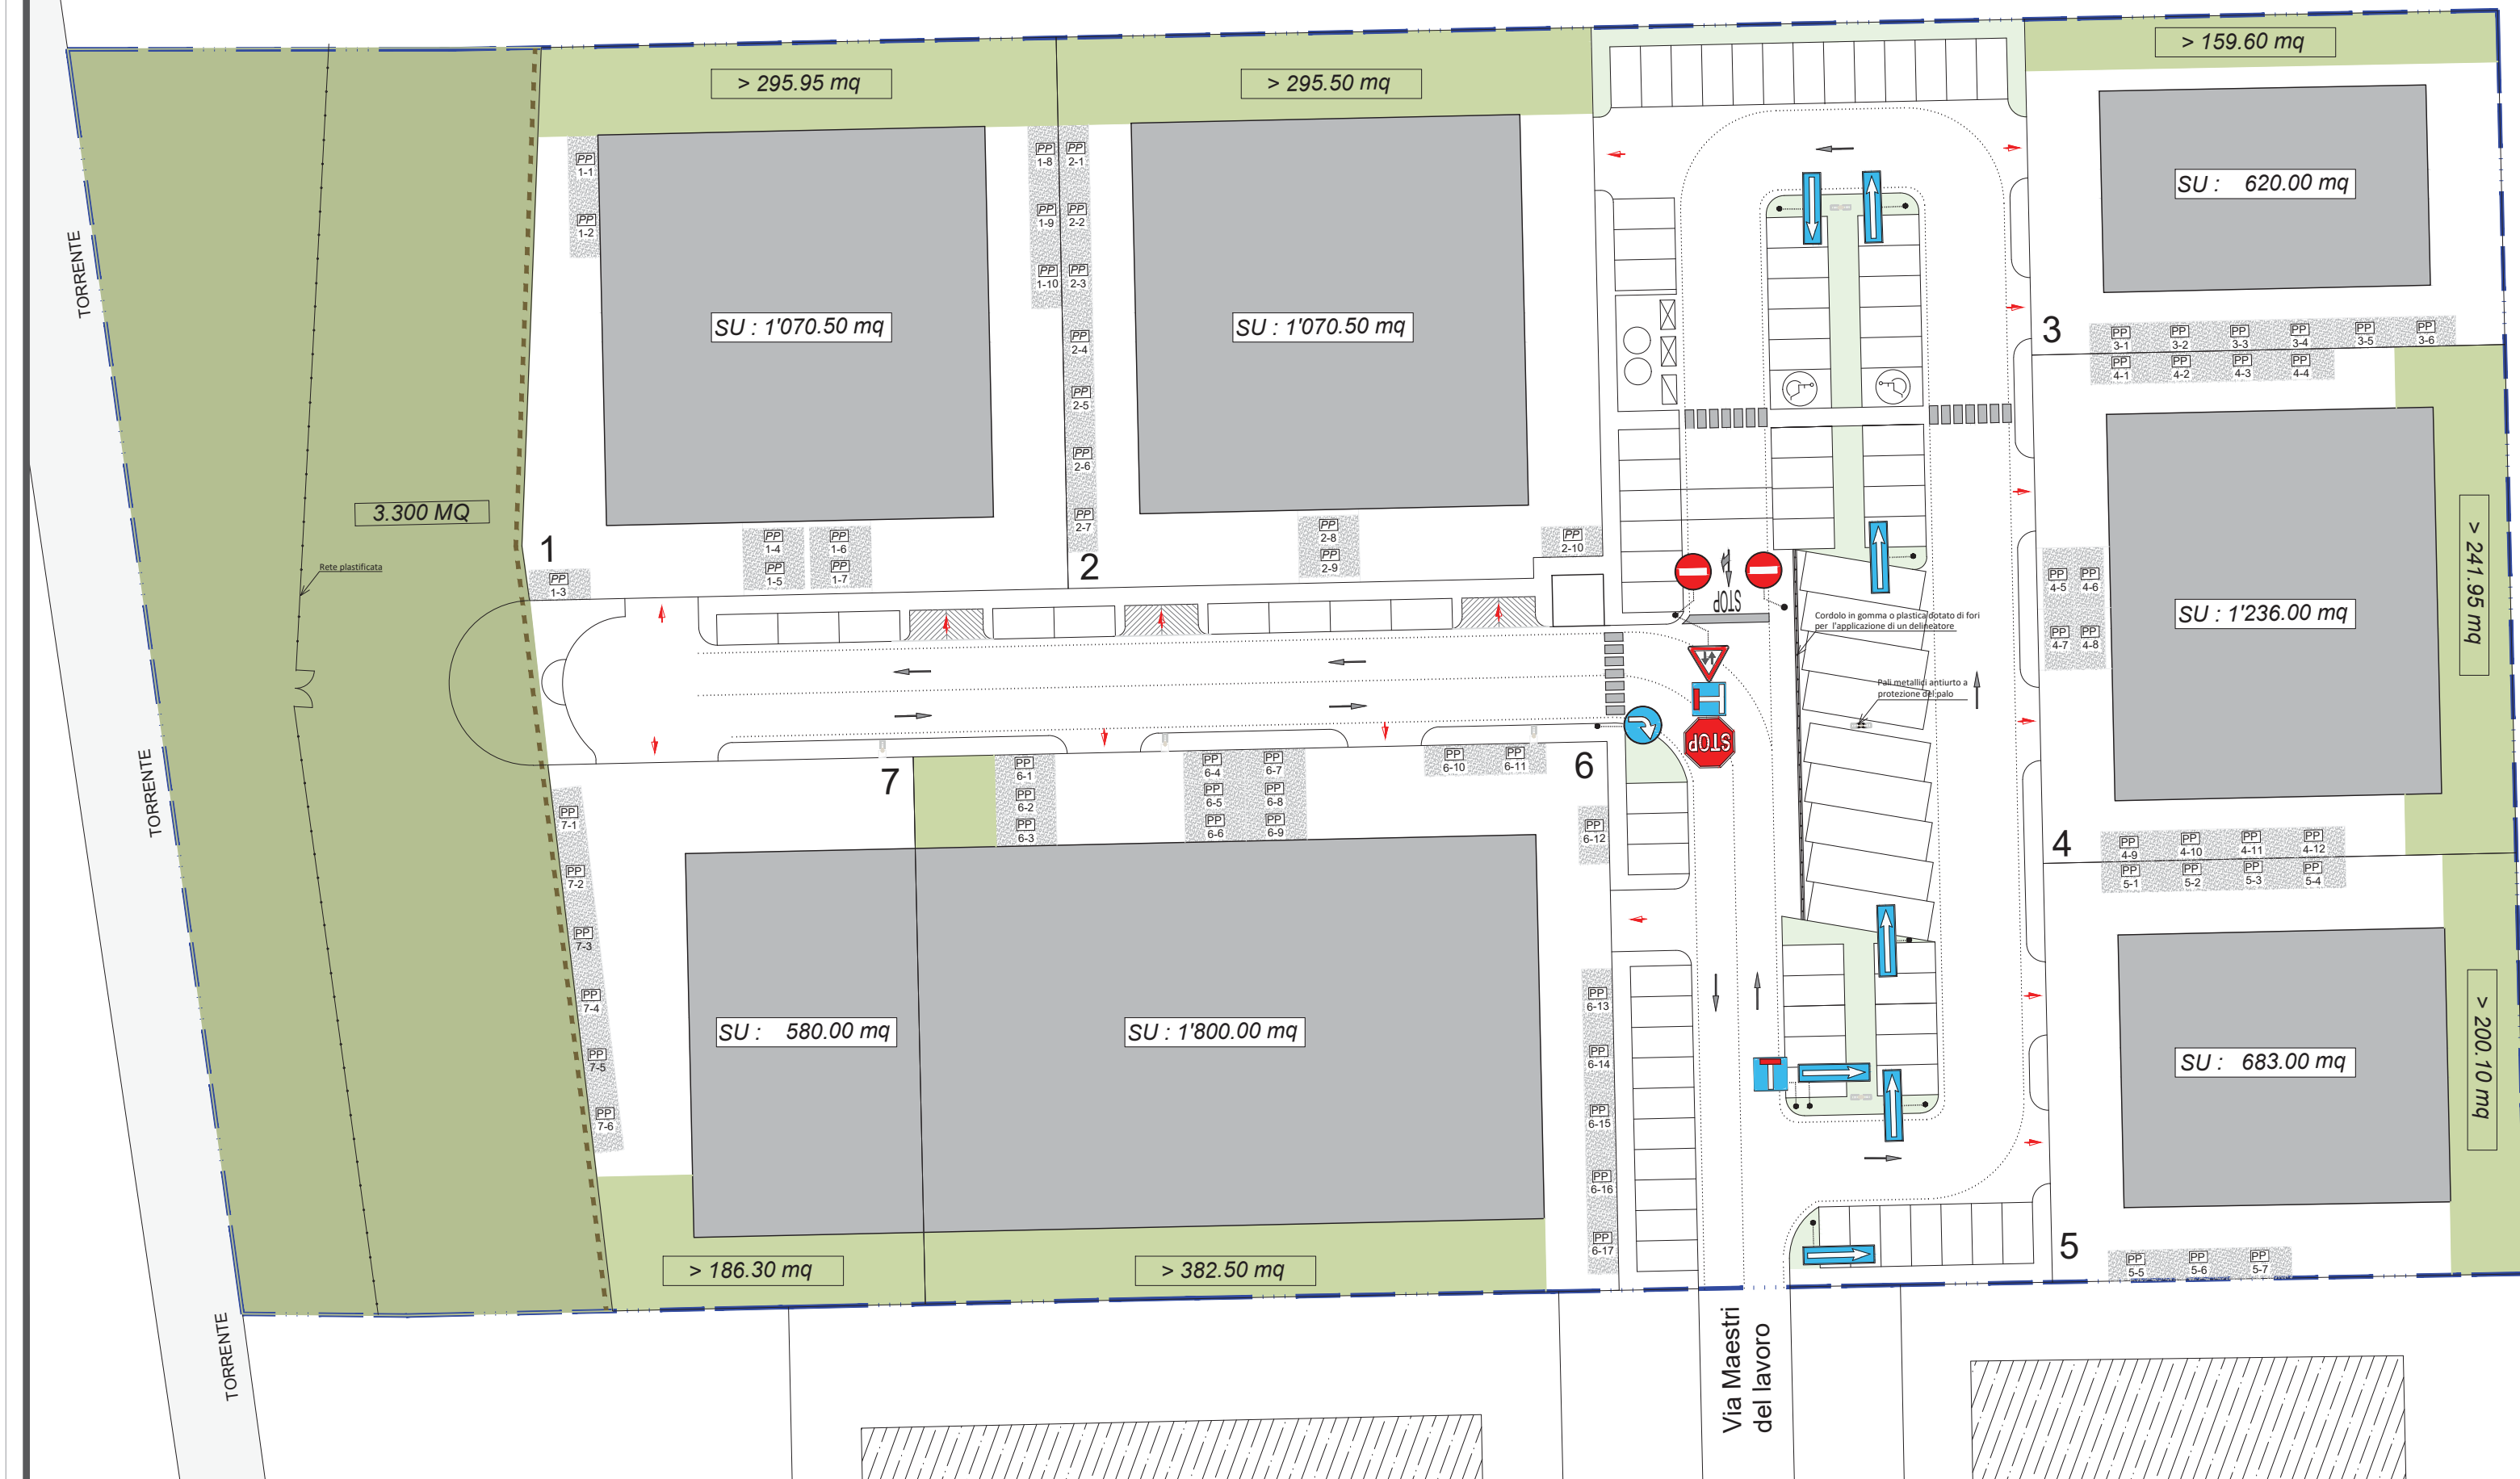 > 295.95 mq
> 295.50 mq
> 159.60 mq
SU : 1'070.50 mq
SU : 1'070.50 mq
SU : 620.00 mq
PP
1-1
PP
1-2
PP
1-8
PP
1-9
PP
1-10
PP
2-1
PP
2-2
PP
2-3
PP
2-4
PP
2-5
PP
2-6
PP
2-7
TORRENTE
3
PP
3-1
PP
3-2
PP
3-3
PP
3-4
PP
3-5
PP
3-6
PP
4-1
PP
4-2
PP
4-3
PP
4-4
3.300 MQ
Rete plastificata
1
PP
1-3
PP
1-4
PP
1-5
PP
1-6
PP
1-7
2
PP
2-8
PP
2-9
PP
2-10
STOP
Cordolo in gomma o plastica dotato di fori
per l'applicazione di un delineatore
Pali metallici antiurto a
protezione del palo
STOP
PP
4-5
PP
4-6
PP
4-7
PP
4-8
SU : 1'236.00 mq
> 241.95 mq
4
PP
4-9
PP
4-10
PP
4-11
PP
4-12
PP
5-1
PP
5-2
PP
5-3
PP
5-4
TORRENTE
7
PP
7-1
PP
7-2
PP
7-3
PP
7-4
PP
7-5
PP
7-6
6
PP
6-1
PP
6-2
PP
6-3
PP
6-4
PP
6-5
PP
6-6
PP
6-7
PP
6-8
PP
6-9
PP
6-10
PP
6-11
PP
6-12
PP
6-13
PP
6-14
PP
6-15
PP
6-16
PP
6-17
SU : 580.00 mq
SU : 1'800.00 mq
SU : 683.00 mq
> 200.10 mq
5
PP
5-5
PP
5-6
PP
5-7
> 186.30 mq
> 382.50 mq
TORRENTE
Via Maestri
del lavoro